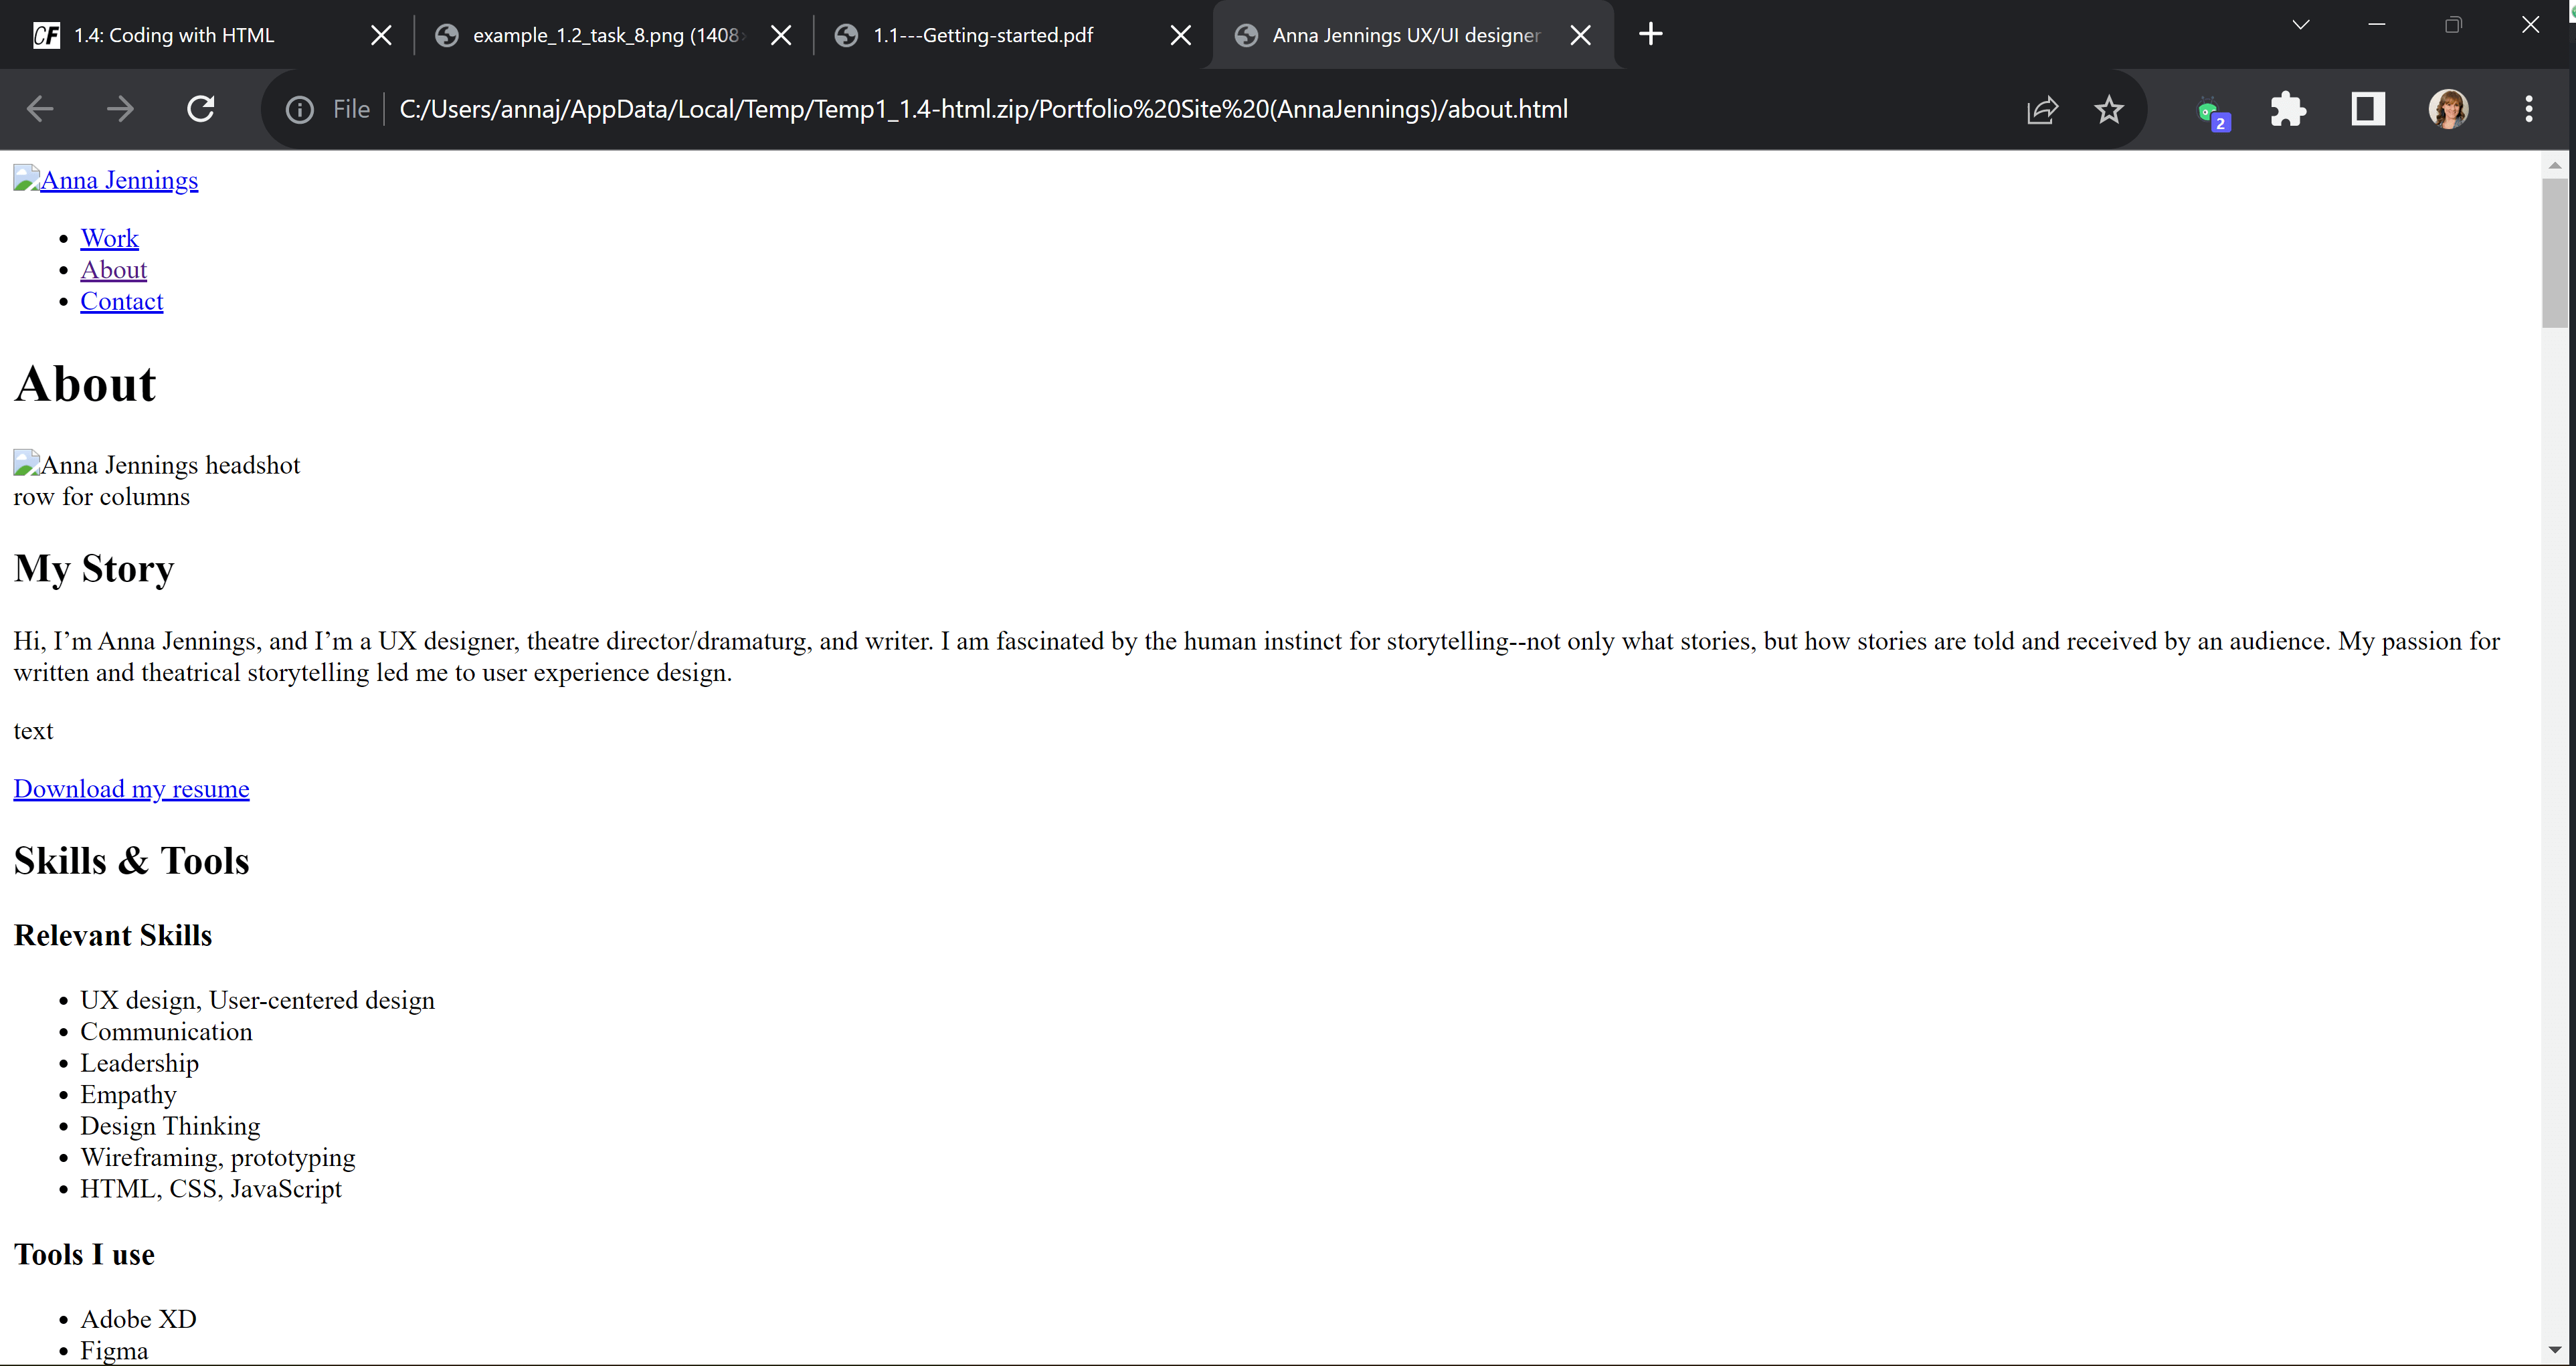 CF 1.4: Coding with HTML
example_1.2_task_8.png (1408
1.1---Getting-started.pdf
Anna Jennings UX/UI designer
File C:/Users/annaj/AppData/Local/Temp/Temp1_1.4-html.zip/Portfolio%20Site%20(AnnaJennings)/about.html
2
Anna Jennings
• Work
• About
• Contact
About
Anna Jennings headshot
row for columns
My Story
Hi, I’m Anna Jennings, and I’m a UX designer, theatre director/dramaturg, and writer. I am fascinated by the human instinct for storytelling--not only what stories, but how stories are told and received by an audience. My passion for
written and theatrical storytelling led me to user experience design.
text
Download my resume
Skills & Tools
Relevant Skills
• UX design, User-centered design
• Communication
• Leadership
• Empathy
• Design Thinking
• Wireframing, prototyping
• HTML, CSS, JavaScript
Tools I use
• Adobe XD
• Figma